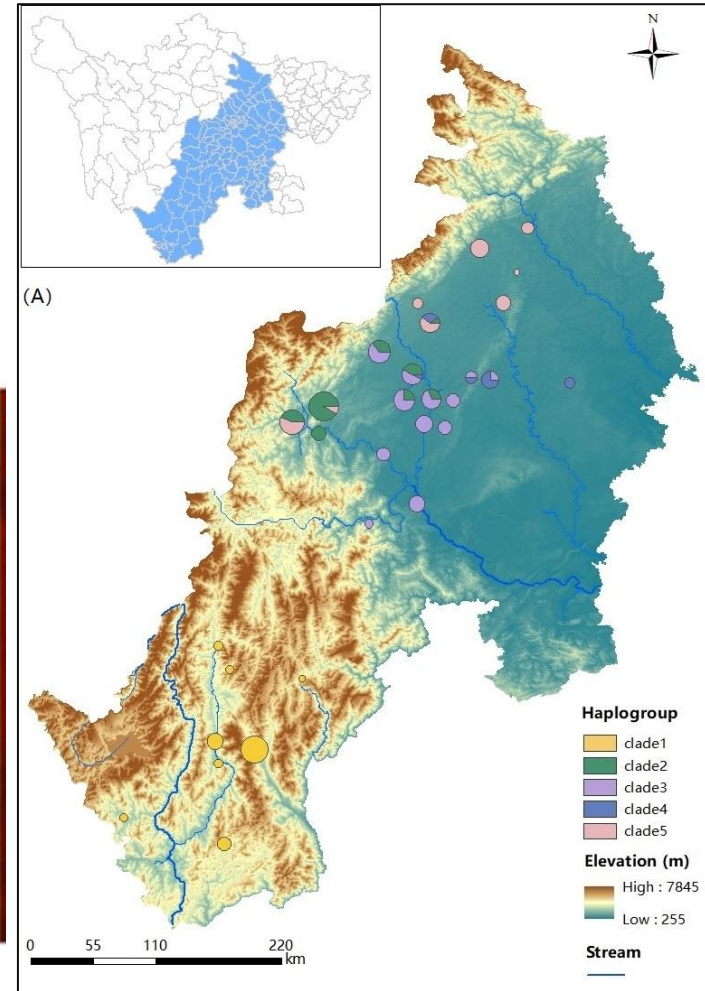 N
(A)
Haplogroup
clade1
clade2
clade3
clade4
clade5
Elevation (m)
High : 7845
Low : 255
Stream
0 55 110 220
km